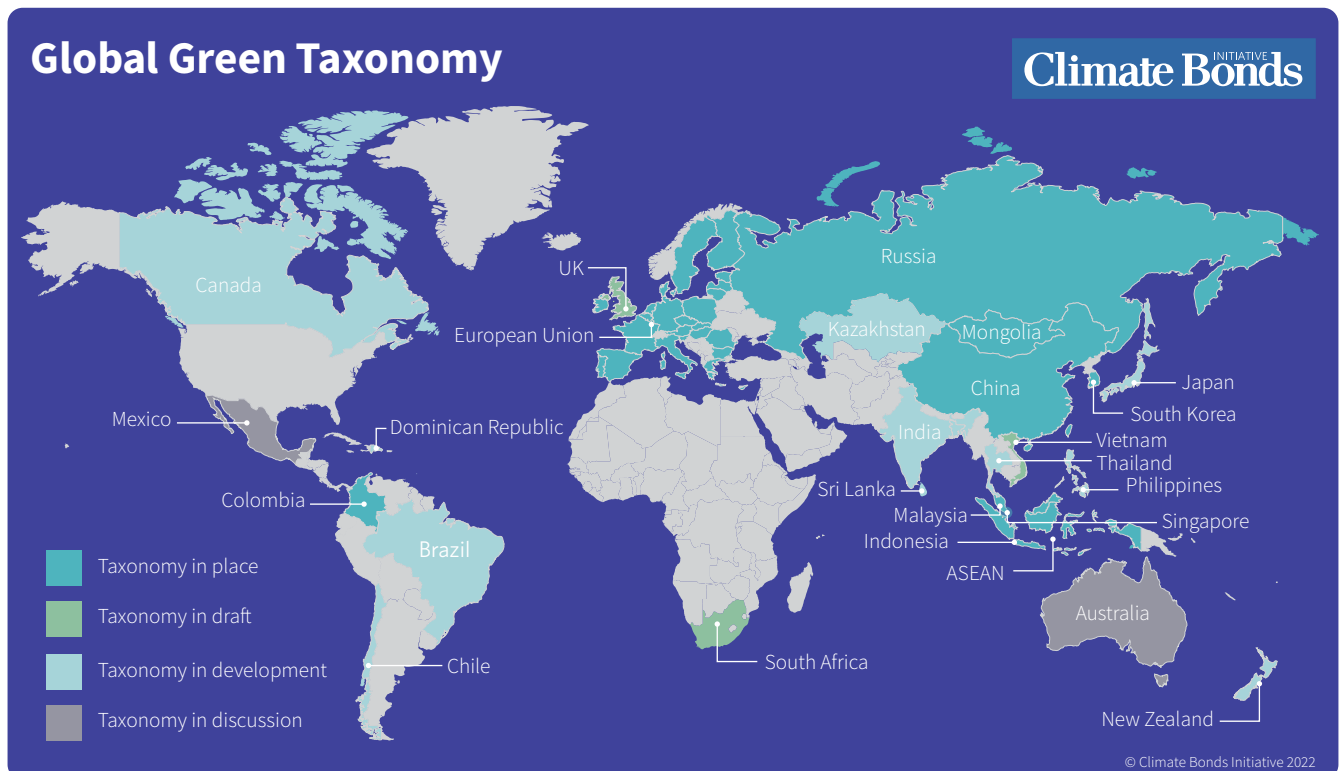 Global Green Taxonomy
INITIATIVE
Climate Bonds
Canada
UK
European Union
Russia
Kazakhstan
Mongolia
China
Japan
South Korea
Mexico
Dominican Republic
India
Vietnam
Thailand
Philippines
Sri Lanka
Malaysia
Singapore
Indonesia
ASEAN
Colombia
Brazil
Australia
Chile
South Africa
New Zealand
Taxonomy in place
Taxonomy in draft
Taxonomy in development
Taxonomy in discussion
© Climate Bonds Initiative 2022